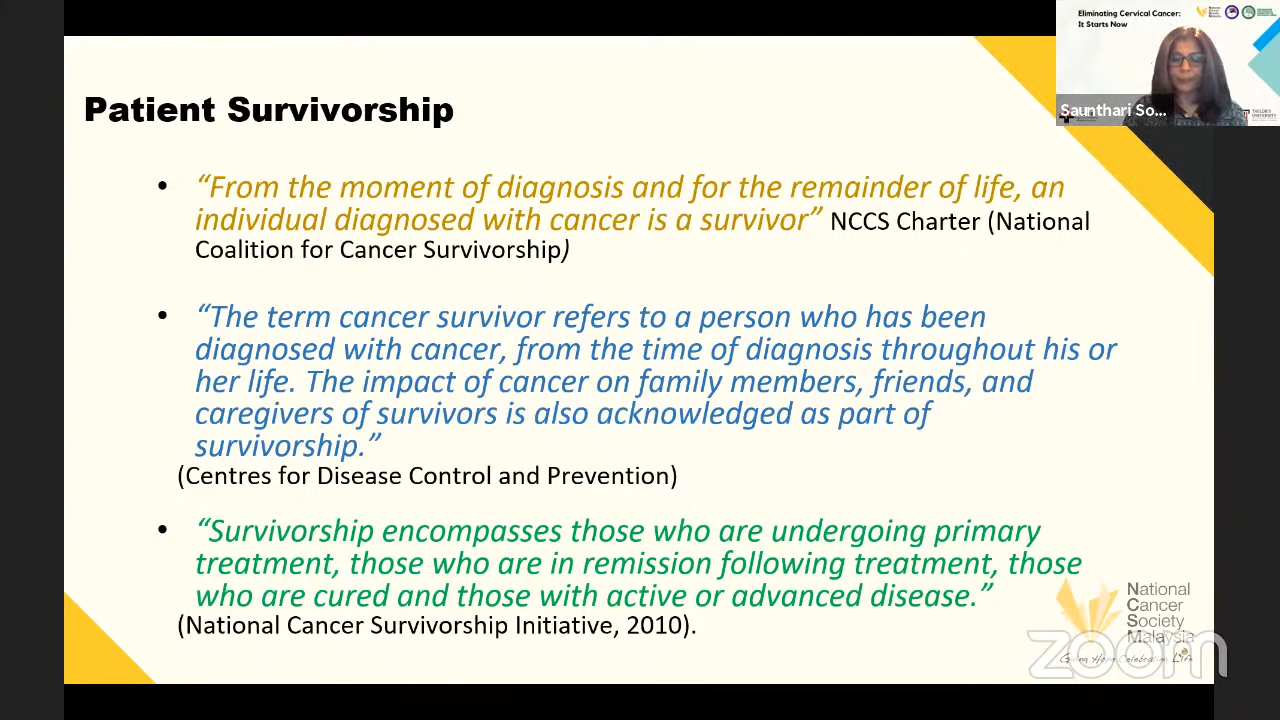 Eliminating Cervical Cancer:
It Starts Now
Saunthari So...
TAYLOR'S
UNIVERSITY
Patient Survivorship
• “From the moment of diagnosis and for the remainder of life, an
individual diagnosed with cancer is a survivor” NCCS Charter (National
Coalition for Cancer Survivorship)
• “The term cancer survivor refers to a person who has been
diagnosed with cancer, from the time of diagnosis throughout his or
her life. The impact of cancer on family members, friends, and
caregivers of survivors is also acknowledged as part of
survivorship.”
(Centres for Disease Control and Prevention)
• “Survivorship encompasses those who are undergoing primary
treatment, those who are in remission following treatment, those
who are cured and those with active or advanced disease.”
(National Cancer Survivorship Initiative, 2010).
National
Cancer
Society
Malaysia
Giving Hope Celebrating Life
zoom